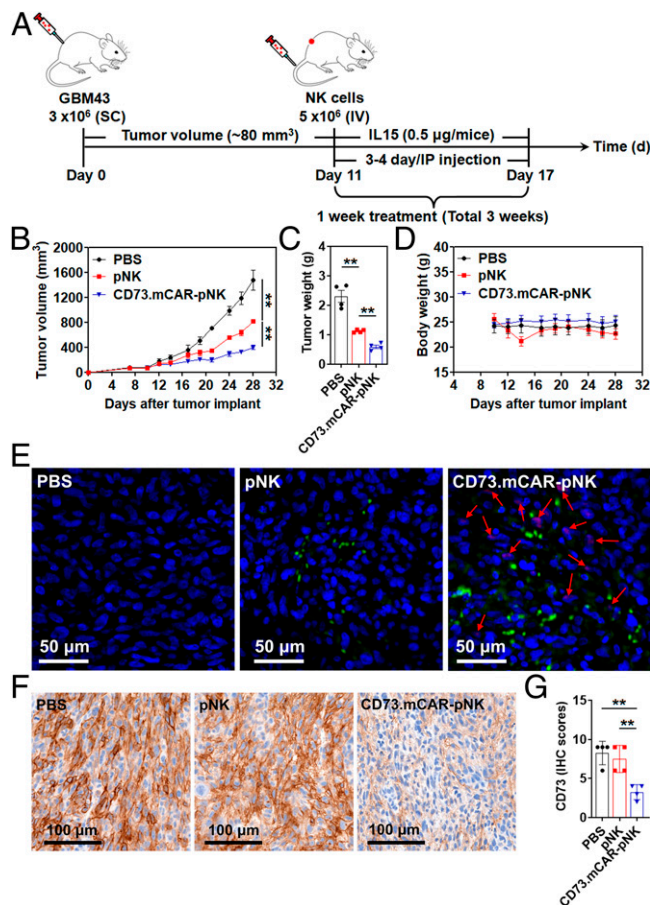 A
GBM43
3 x10⁶ (SC)
NK cells
5 x10⁶ (IV)
Tumor volume (~80 mm³)
IL15 (0.5 µg/mice)
3-4 day/IP injection
Time (d)
Day 0
Day 11
Day 17
1 week treatment (Total 3 weeks)
B
Tumor volume (mm³)
2000
1600
1200
800
400
0
PBS
pNK
CD73.mCAR-pNK
**
**
0 4 8 12 16 20 24 28 32
Days after tumor implant
C
Tumor weight (g)
4
3
2
1
0
**
**
PBS
pNK
CD73.mCAR-pNK
D
Body weight (g)
40
30
20
10
0
PBS
pNK
CD73.mCAR-pNK
4 8 12 16 20 24 28 32
Days after tumor implant
E
PBS
50 µm
pNK
50 µm
CD73.mCAR-pNK
50 µm
F
PBS
100 µm
pNK
100 µm
CD73.mCAR-pNK
100 µm
G
CD73 (IHC scores)
15
10
5
0
**
**
PBS
pNK
CD73.mCAR-pNK